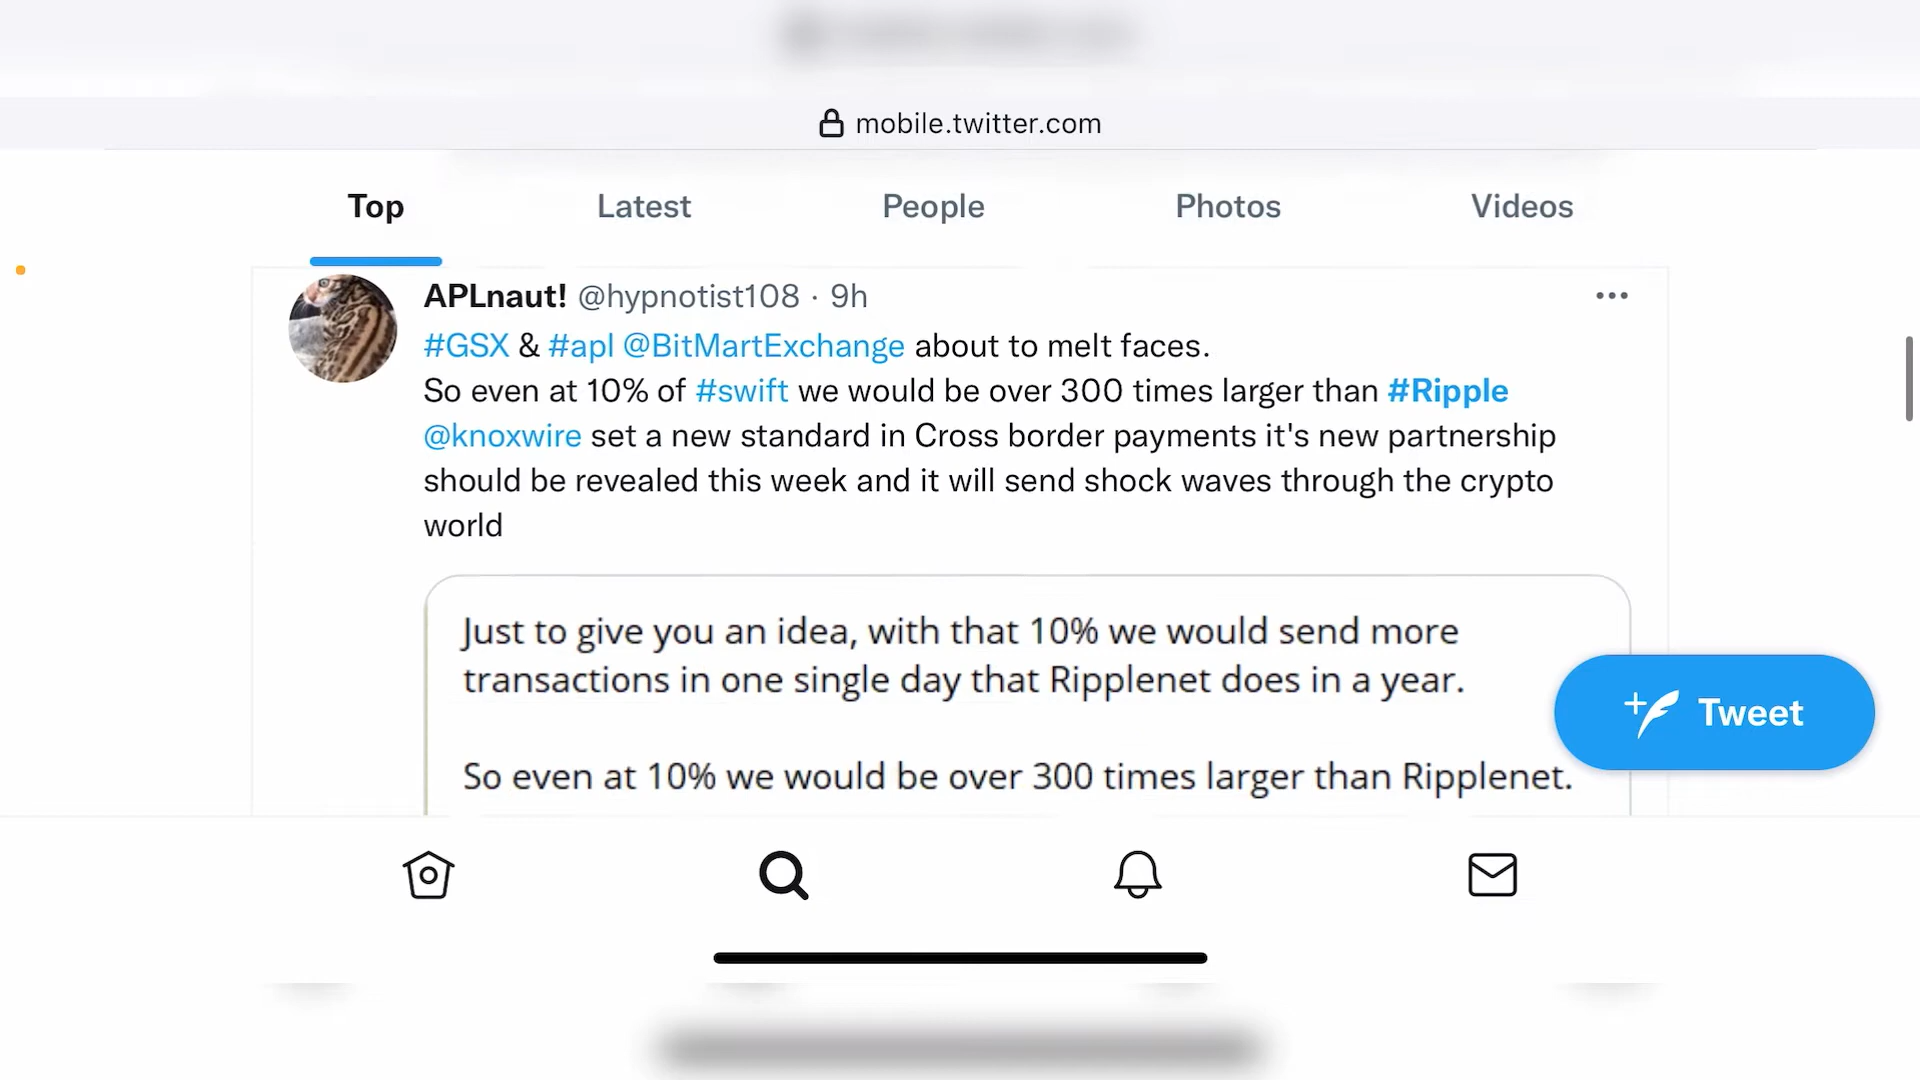 mobile.twitter.com
Top Latest People Photos Videos
APLnaut! @hypnotist108 · 9h
#GSX & #apl @BitMartExchange about to melt faces.
So even at 10% of #swift we would be over 300 times larger than #Ripple
@knoxwire set a new standard in Cross border payments it's new partnership
should be revealed this week and it will send shock waves through the crypto
world
Just to give you an idea, with that 10% we would send more
transactions in one single day that Ripplenet does in a year.
So even at 10% we would be over 300 times larger than Ripplenet.
Tweet